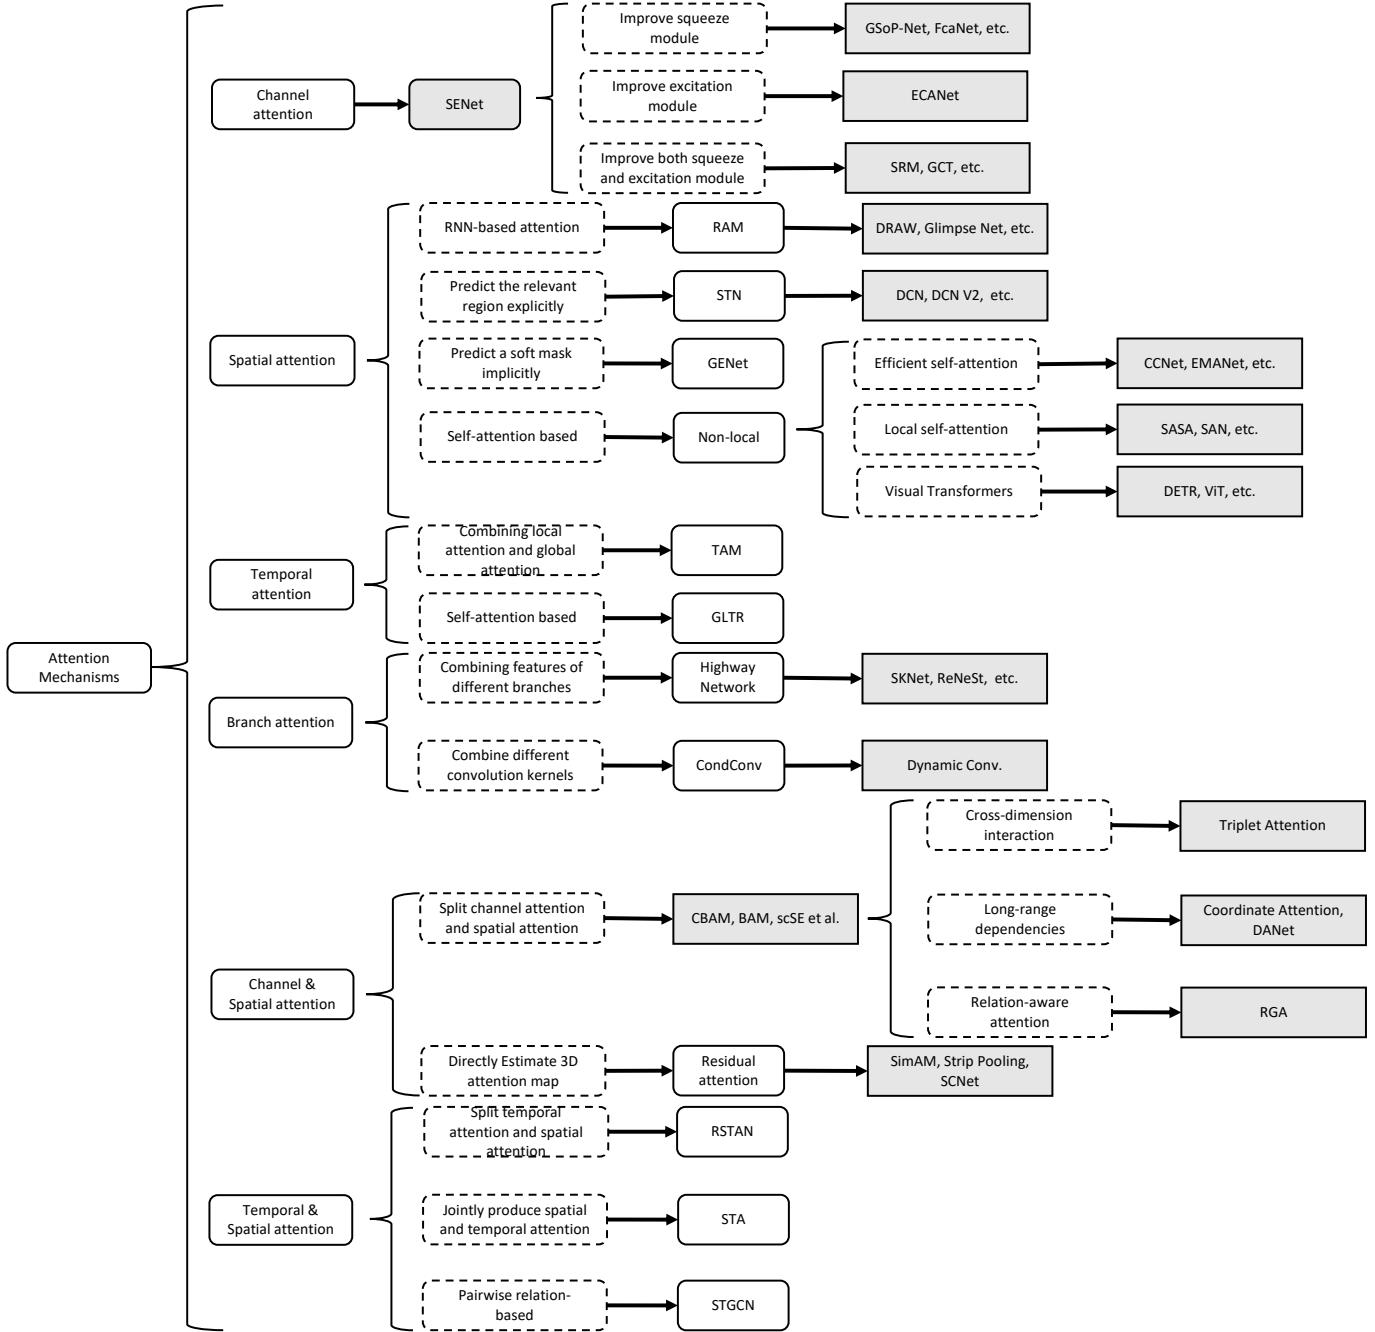 Attention
Mechanisms
Channel
attention
SENet
Improve squeeze
module
GSoP-Net, FcaNet, etc.
Improve excitation
module
ECANet
Improve both squeeze
and excitation module
SRM, GCT, etc.
Spatial attention
RNN-based attention
RAM
DRAW, Glimpse Net, etc.
Predict the relevant
region explicitly
STN
DCN, DCN V2, etc.
Predict a soft mask
implicitly
GENet
Self-attention based
Non-local
Efficient self-attention
CCNet, EMANet, etc.
Local self-attention
SASA, SAN, etc.
Visual Transformers
DETR, ViT, etc.
Temporal
attention
Combining local
attention and global
attention
TAM
Self-attention based
GLTR
Branch attention
Combining features of
different branches
Highway
Network
SKNet, ReNeSt, etc.
Combine different
convolution kernels
CondConv
Dynamic Conv.
Channel &
Spatial attention
Split channel attention
and spatial attention
CBAM, BAM, scSE et al.
Cross-dimension
interaction
Triplet Attention
Long-range
dependencies
Coordinate Attention,
DANet
Relation-aware
attention
RGA
Directly Estimate 3D
attention map
Residual
attention
SimAM, Strip Pooling,
SCNet
Temporal &
Spatial attention
Split temporal
attention and spatial
attention
RSTAN
Jointly produce spatial
and temporal attention
STA
Pairwise relation-
based
STGCN